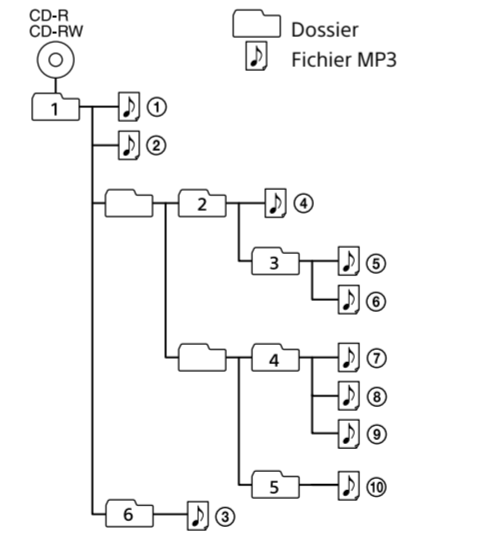 CD-R
CD-RW
Dossier
Fichier MP3
1 ①
②
2 ④
3 ⑤
⑥
4 ⑦
⑧
⑨
5 ⑩
6 ③